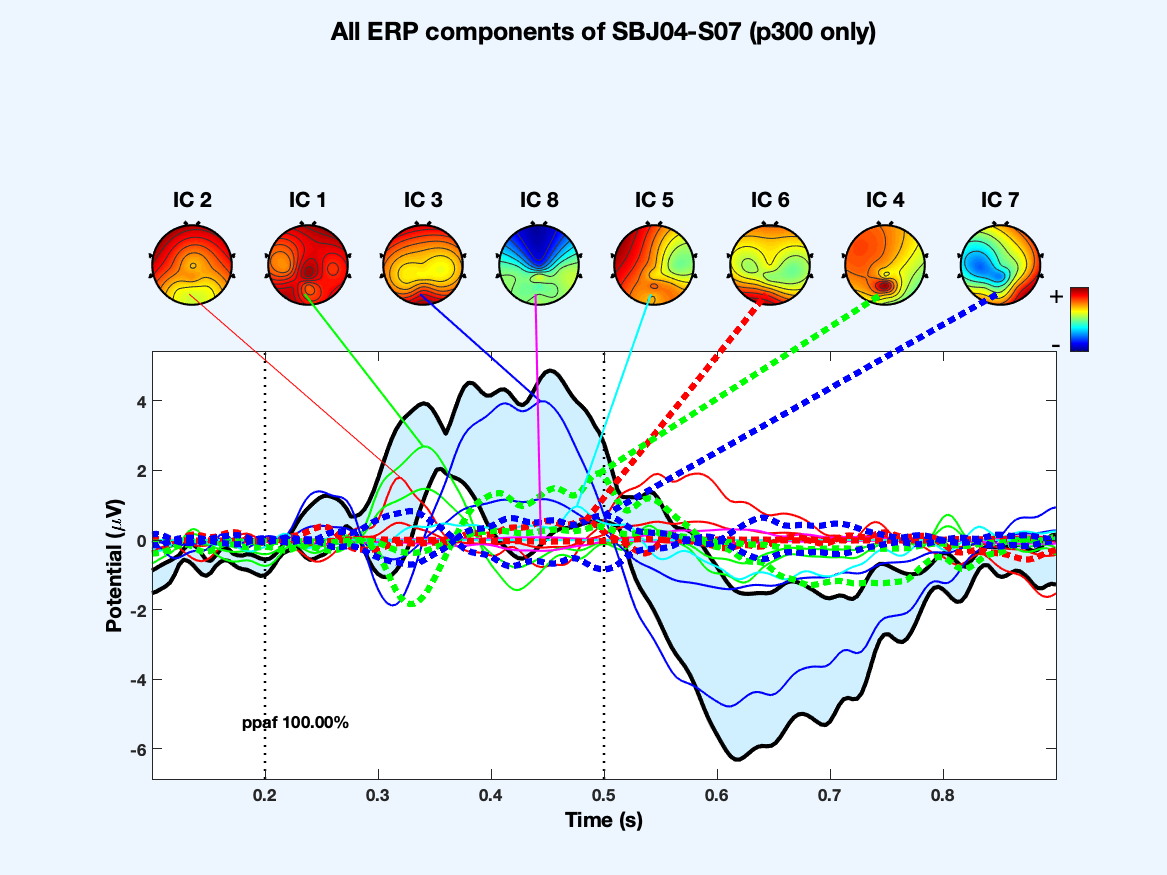 All ERP components of SBJ04-S07 (p300 only)
IC 2 IC 1 IC 3 IC 8 IC 5 IC 6 IC 4 IC 7
+
-
4
2
0
-2
-4
-6
Potential (μV)
ppaf 100.00%
0.2 0.3 0.4 0.5 0.6 0.7 0.8
Time (s)